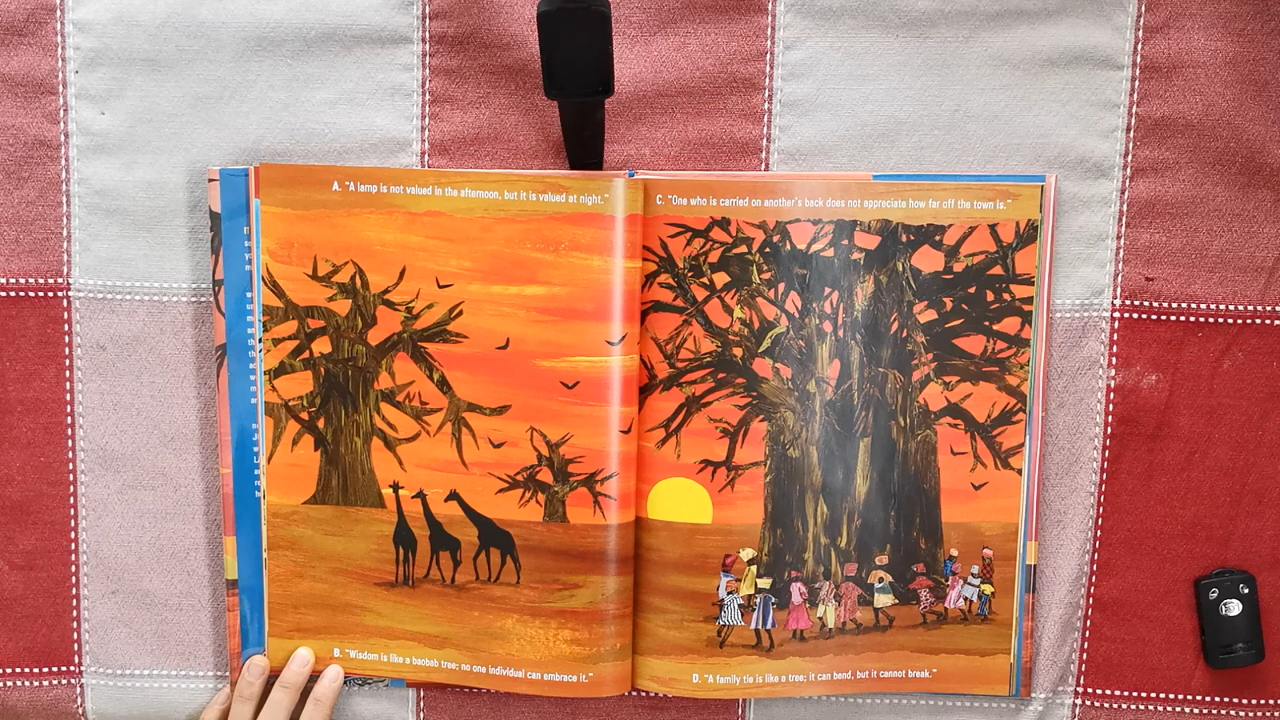 A. "A lamp is not valued in the afternoon, but it is valued at night."
B. "Wisdom is like a baobab tree; no one individual can embrace it."
C. "One who is carried on another's back does not appreciate how far off the town is."
D. "A family tie is like a tree; it can bend, but it cannot break."